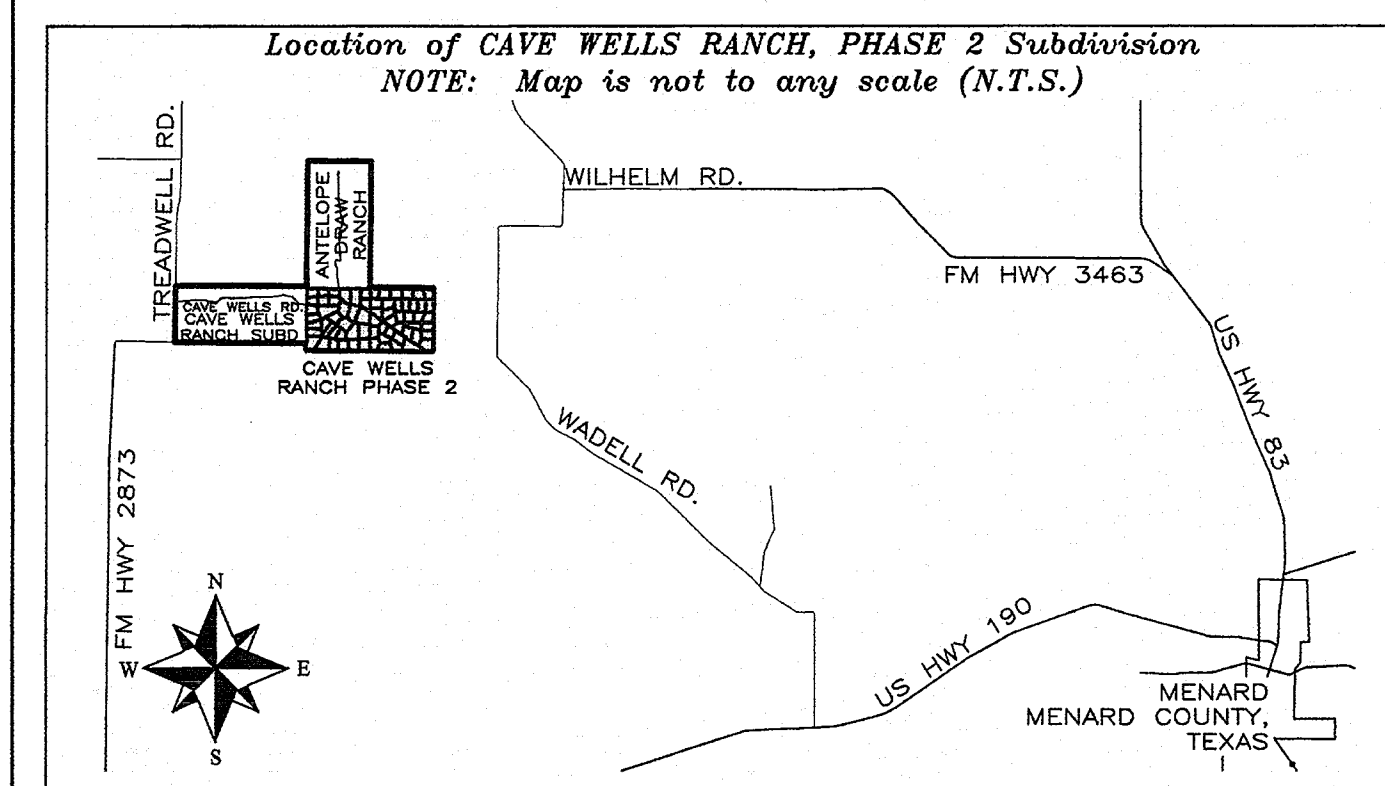 Location of CAVE WELLS RANCH, PHASE 2 Subdivision
NOTE: Map is not to any scale (N.T.S.)
TREADWELL RD.
ANTELOPE
DRAW
RANCH
WILHELM RD.
FM HWY 3463
CAVE WELLS RD.
CAVE WELLS
RANCH SUBD.
CAVE WELLS
RANCH PHASE 2
US HWY 83
WADELL RD.
FM HWY 2873
N
W
E
S
US HWY 190
MENARD
MENARD COUNTY,
TEXAS